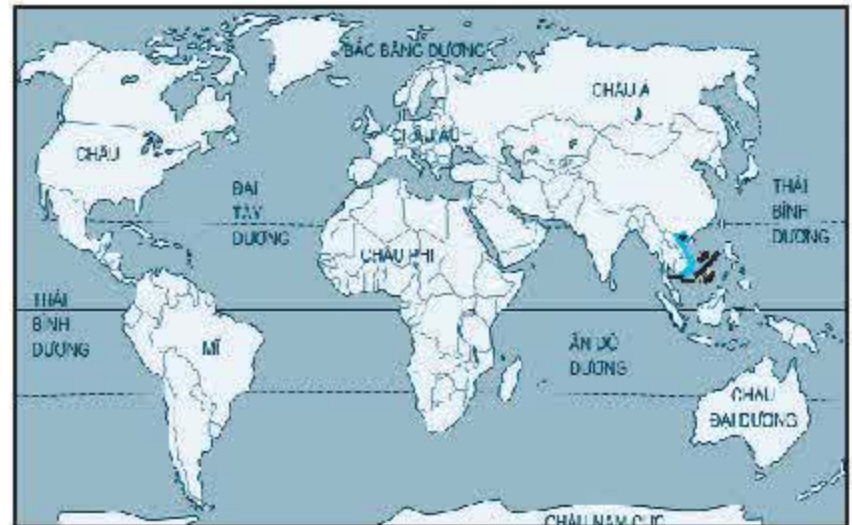 BẮC BĂNG DƯƠNG
CHÂU Á
CHÂU ÂU
CHÂU
ĐẠI
TÂY
DƯƠNG
THÁI
BÌNH
DƯƠNG
CHÂU PHI
THÁI
BÌNH
DƯƠNG
MĨ
ẤN ĐỘ
DƯƠNG
CHÂU
ĐẠI DƯƠNG
CHÂU NAM CỰC